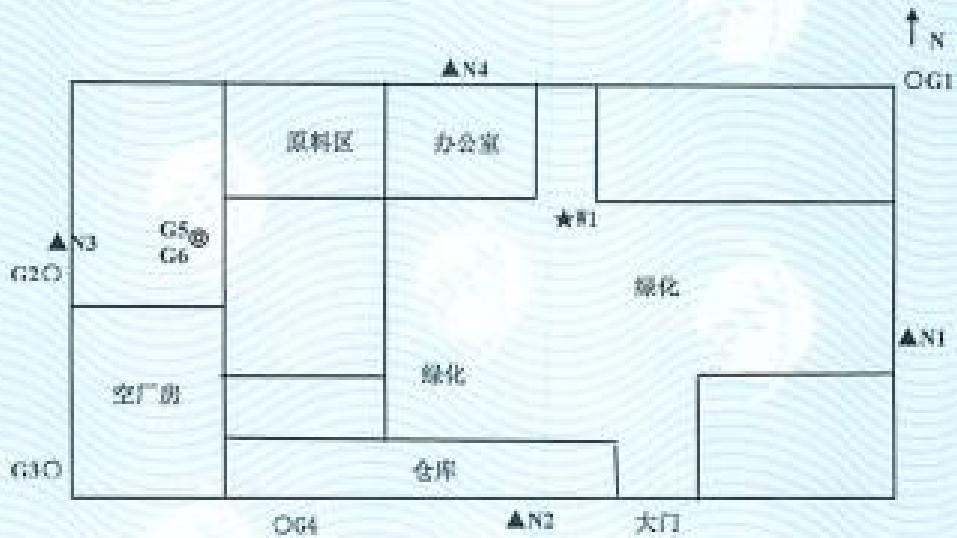 N
▲N4
○G1
原料区
办公室
★W1
G5◎
G6
▲N3
G2○
绿化
▲N1
绿化
空厂房
G3○
仓库
○G4
▲N2
大门